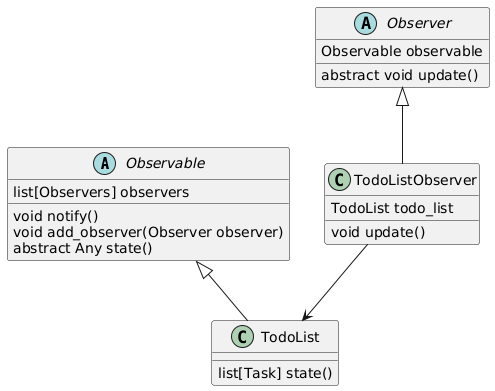 A Observer
Observable observable
abstract void update()
A Observable
list[Observers] observers
void notify()
void add_observer(Observer observer)
abstract Any state()
C TodoListObserver
TodoList todo_list
void update()
C TodoList
list[Task] state()